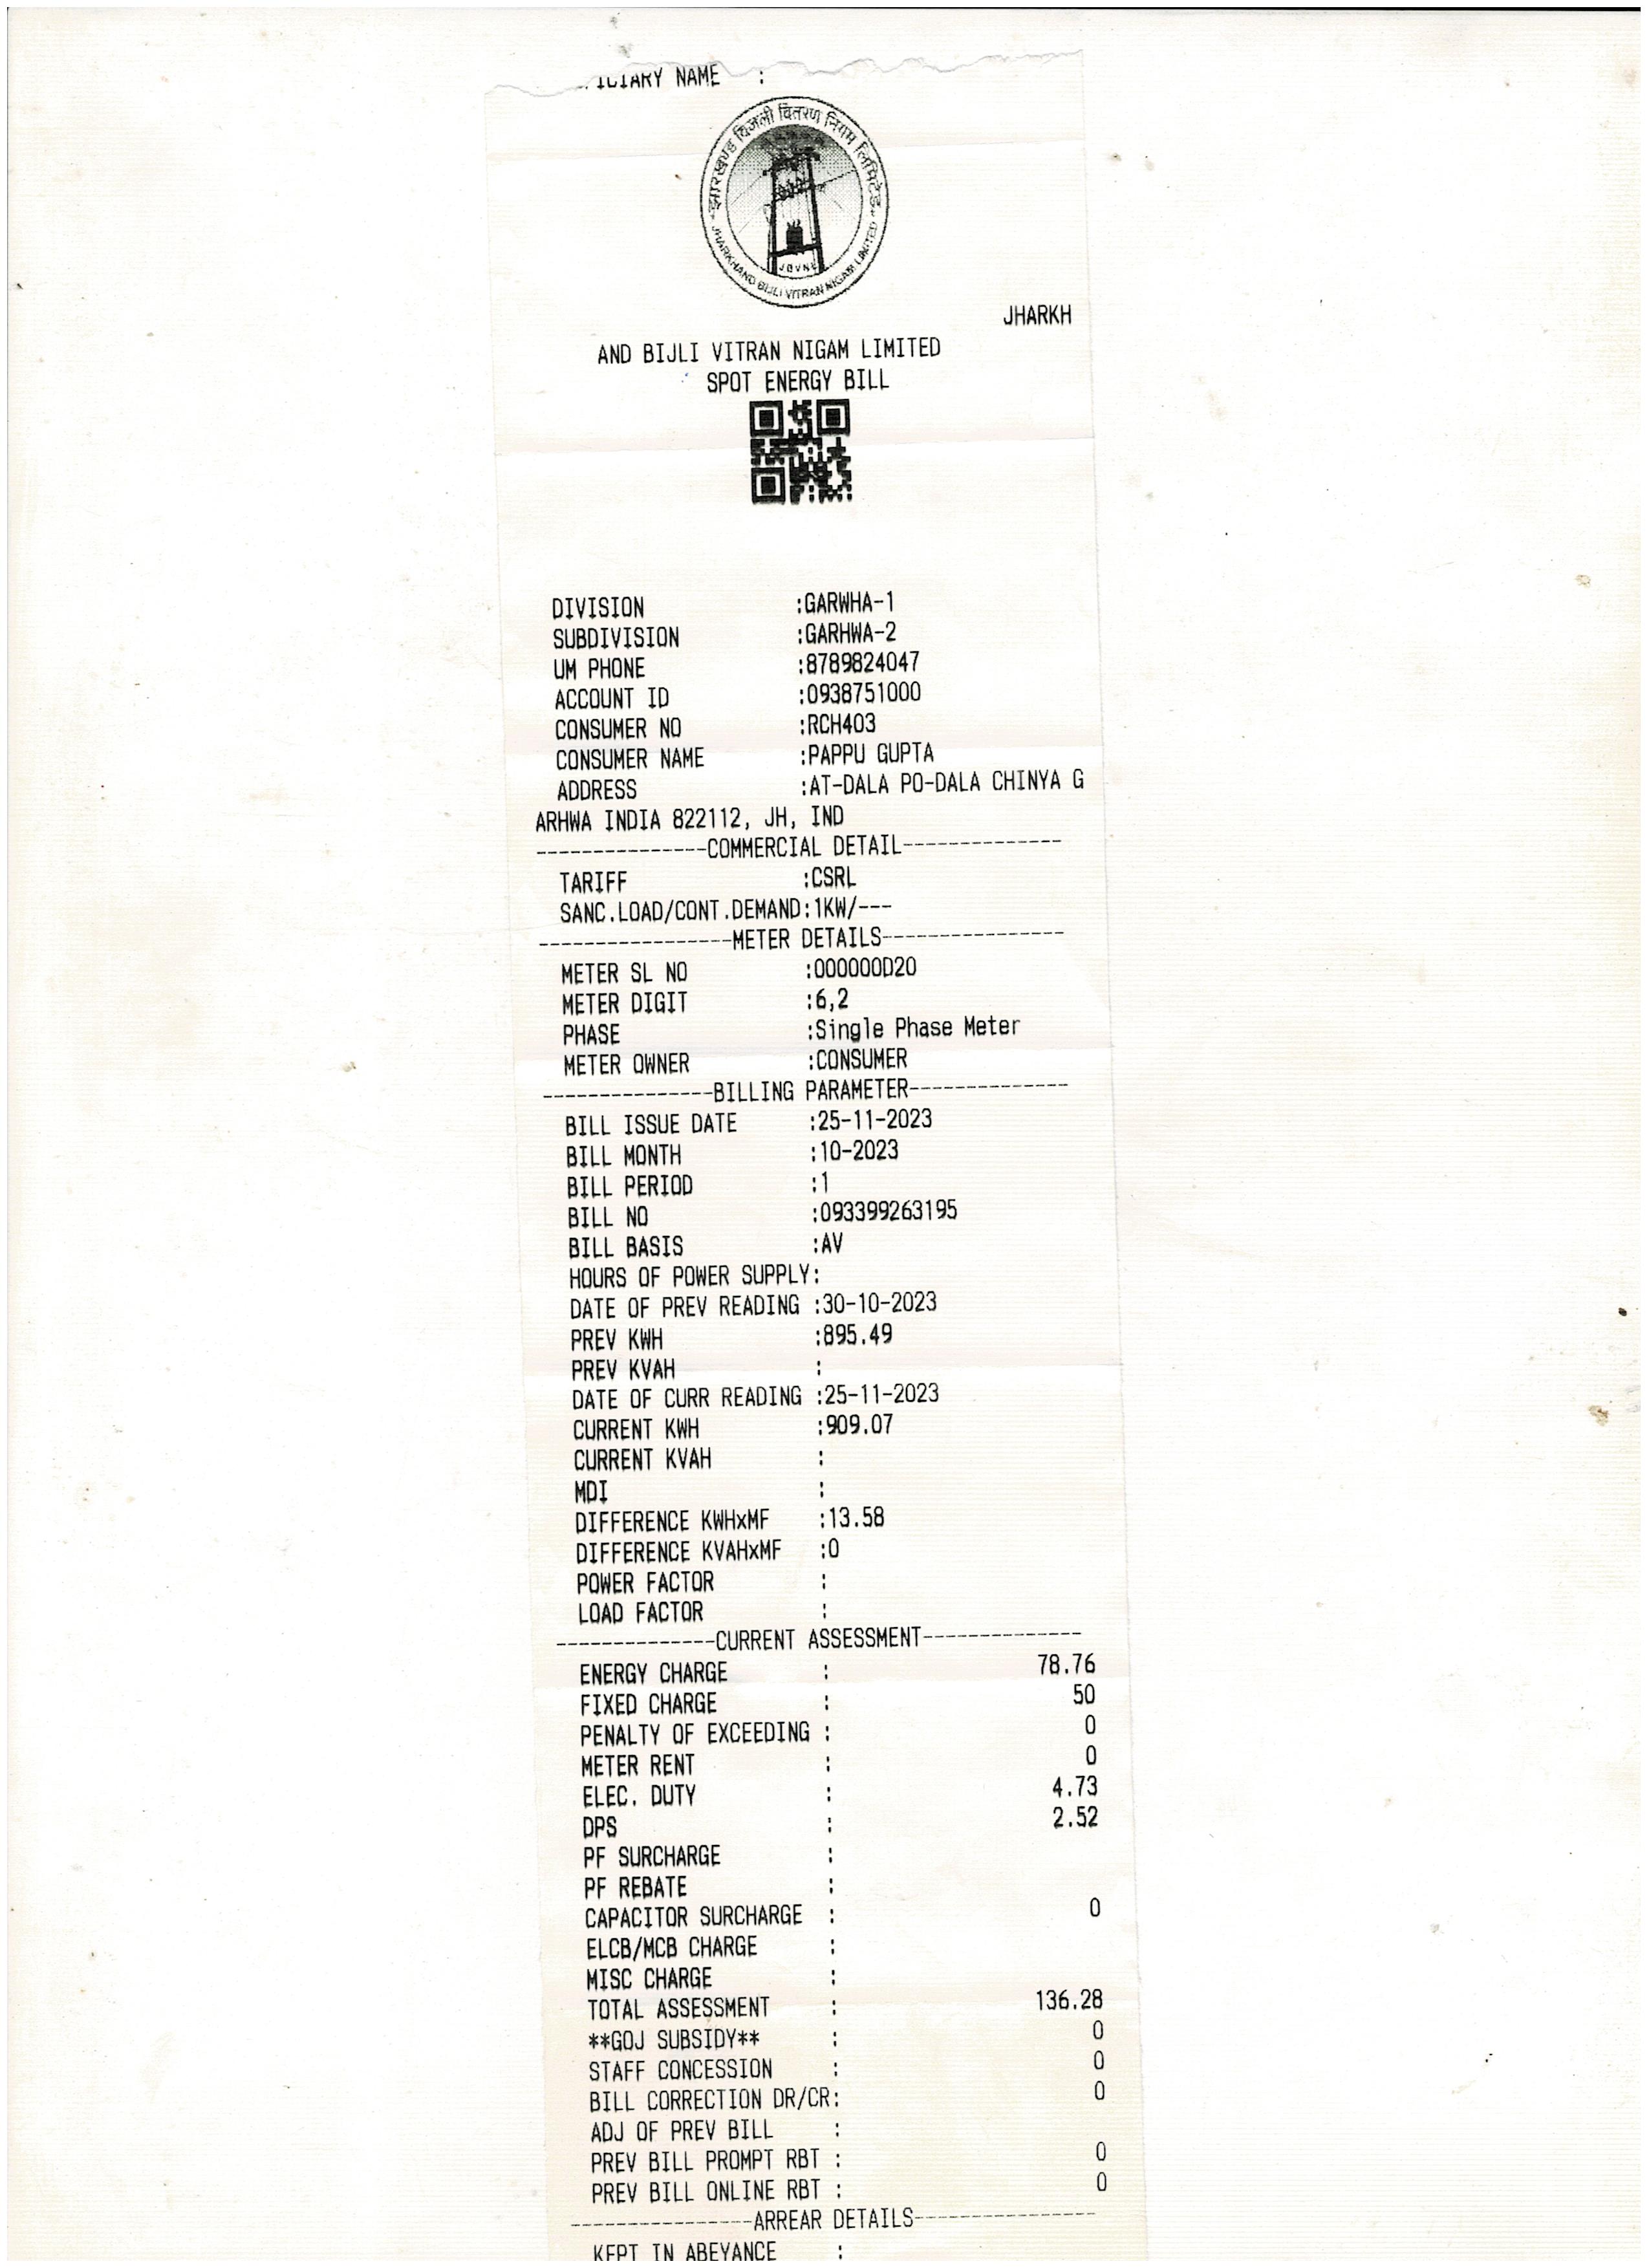 ICIARY NAME :
झारखण्ड बिजली वितरण निगम लिमिटेड
JBVNL
JHARKHAND BIJLI VITRAN NIGAM LIMITED
JHARKH
AND BIJLI VITRAN NIGAM LIMITED
SPOT ENERGY BILL
DIVISION :GARWHA-1
SUBDIVISION :GARHWA-2
UM PHONE :8789824047
ACCOUNT ID :0938751000
CONSUMER NO :RCH403
CONSUMER NAME :PAPPU GUPTA
ADDRESS :AT-DALA PO-DALA CHINYA G
ARHWA INDIA 822112, JH, IND
---------------COMMERCIAL DETAIL--------------
TARIFF :CSRL
SANC.LOAD/CONT.DEMAND:1KW/---
-----------------METER DETAILS----------------
METER SL NO :000000D20
METER DIGIT :6,2
PHASE :Single Phase Meter
METER OWNER :CONSUMER
---------------BILLING PARAMETER--------------
BILL ISSUE DATE :25-11-2023
BILL MONTH :10-2023
BILL PERIOD :1
BILL NO :093399263195
BILL BASIS :AV
HOURS OF POWER SUPPLY:
DATE OF PREV READING :30-10-2023
PREV KWH :895.49
PREV KVAH :
DATE OF CURR READING :25-11-2023
CURRENT KWH :909.07
CURRENT KVAH :
MDI :
DIFFERENCE KWHxMF :13.58
DIFFERENCE KVAHxMF :0
POWER FACTOR :
LOAD FACTOR :
--------------CURRENT ASSESSMENT--------------
ENERGY CHARGE : 78.76
FIXED CHARGE : 50
PENALTY OF EXCEEDING : 0
METER RENT : 0
ELEC. DUTY : 4.73
DPS : 2.52
PF SURCHARGE :
PF REBATE :
CAPACITOR SURCHARGE : 0
ELCB/MCB CHARGE :
MISC CHARGE :
TOTAL ASSESSMENT : 136.28
**GOJ SUBSIDY** : 0
STAFF CONCESSION : 0
BILL CORRECTION DR/CR: 0
ADJ OF PREV BILL :
PREV BILL PROMPT RBT : 0
PREV BILL ONLINE RBT : 0
----------------ARREAR DETAILS----------------
KEPT IN ABEYANCE :